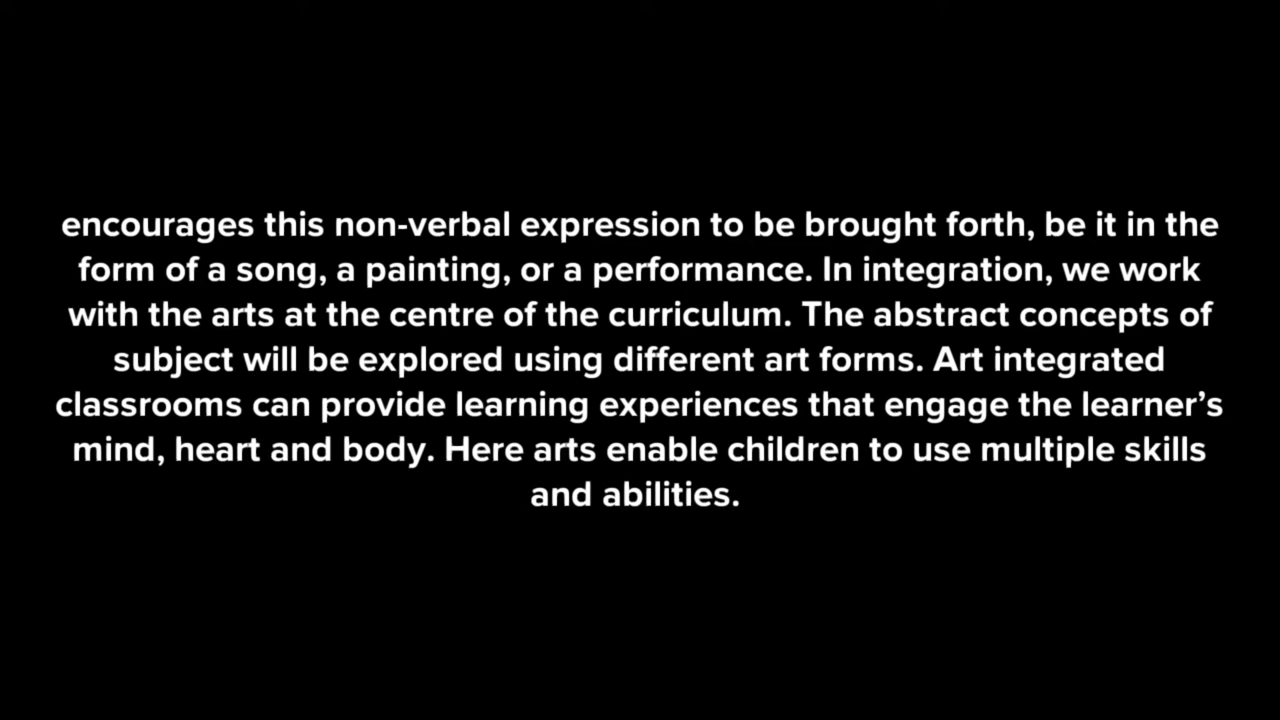 encourages this non-verbal expression to be brought forth, be it in the
form of a song, a painting, or a performance. In integration, we work
with the arts at the centre of the curriculum. The abstract concepts of
subject will be explored using different art forms. Art integrated
classrooms can provide learning experiences that engage the learner’s
mind, heart and body. Here arts enable children to use multiple skills
and abilities.